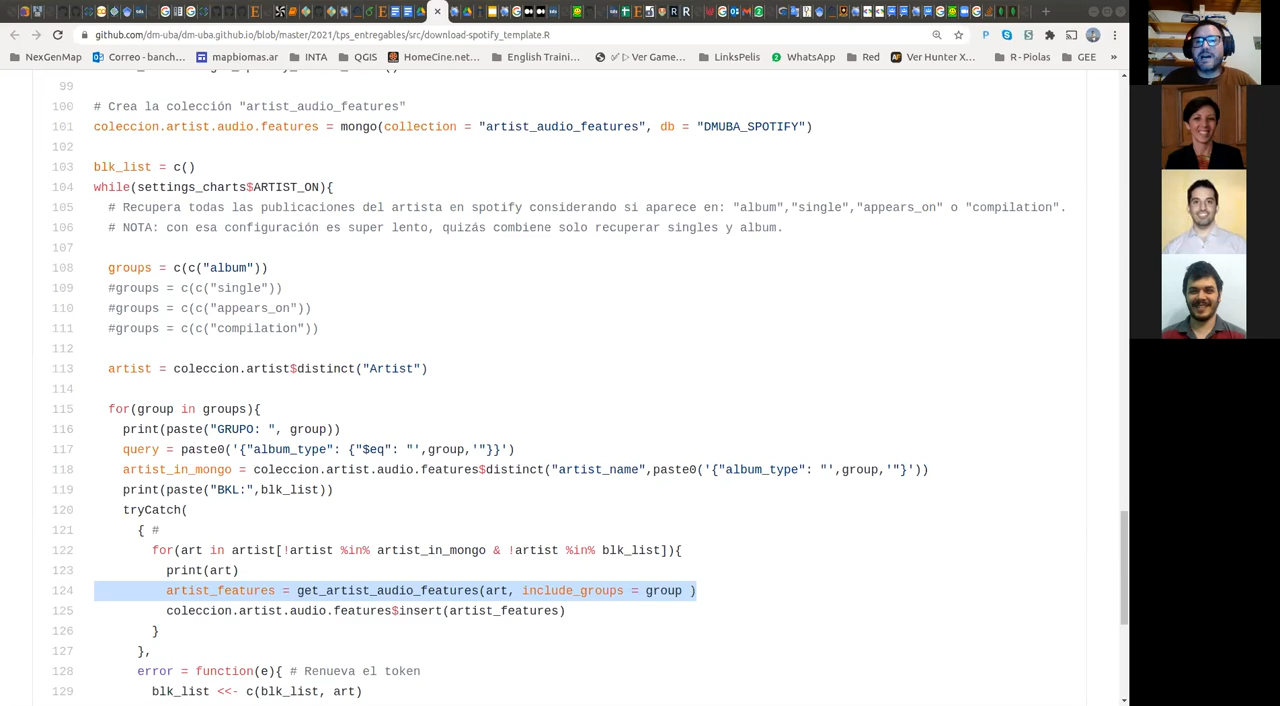 github.com/dm-uba/dm-uba.github.io/blob/master/2021/tps_entregables/src/download-spotify_template.R
NexGenMap
Correo - banch...
mapbiomas.ar
INTA
QGIS
HomeCine.net...
English Traini...
Ver Game...
LinksPelis
WhatsApp
Red
Ver Hunter X...
R - Piolas
GEE
»
99
100 # Crea la colección "artist_audio_features"
101 coleccion.artist.audio.features = mongo(collection = "artist_audio_features", db = "DMUBA_SPOTIFY")
102
103 blk_list = c()
104 while(settings_charts$ARTIST_ON){
105 # Recupera todas las publicaciones del artista en spotify considerando si aparece en: "album","single","appears_on" o "compilation".
106 # NOTA: con esa configuración es super lento, quizás combiene solo recuperar singles y album.
107
108 groups = c(c("album"))
109 #groups = c(c("single"))
110 #groups = c(c("appears_on"))
111 #groups = c(c("compilation"))
112
113 artist = coleccion.artist$distinct("Artist")
114
115 for(group in groups){
116 print(paste("GRUPO: ", group))
117 query = paste0('{"album_type": {"$eq": "',group,'"}}')
118 artist_in_mongo = coleccion.artist.audio.features$distinct("artist_name",paste0('{"album_type": "',group,'"}'))
119 print(paste("BKL:",blk_list))
120 tryCatch(
121 { #
122 for(art in artist[!artist %in% artist_in_mongo & !artist %in% blk_list]){
123 print(art)
124 artist_features = get_artist_audio_features(art, include_groups = group )
125 coleccion.artist.audio.features$insert(artist_features)
126 }
127 },
128 error = function(e){ # Renueva el token
129 blk_list <<- c(blk_list, art)